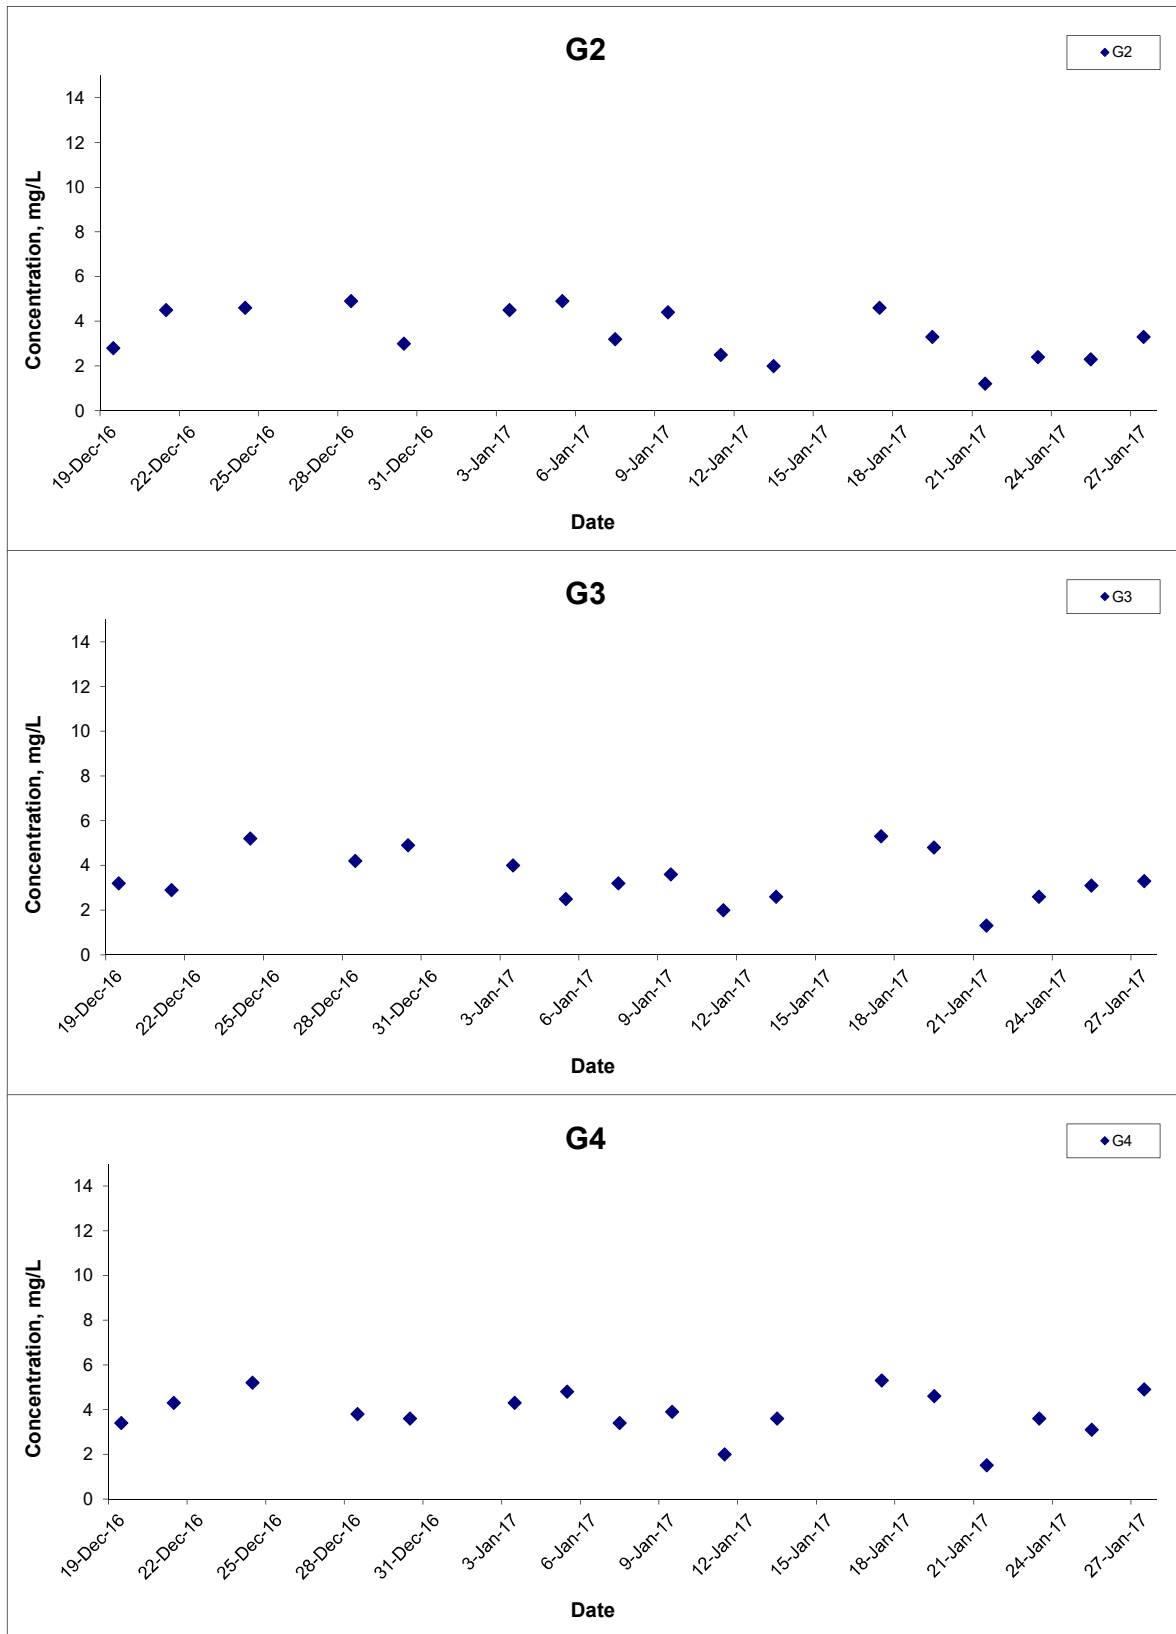 G2
G2
14
12
10
8
6
4
2
0
Concentration, mg/L
19-Dec-16
22-Dec-16
25-Dec-16
28-Dec-16
31-Dec-16
3-Jan-17
6-Jan-17
9-Jan-17
12-Jan-17
15-Jan-17
18-Jan-17
21-Jan-17
24-Jan-17
27-Jan-17
Date
G3
G3
14
12
10
8
6
4
2
0
Concentration, mg/L
19-Dec-16
22-Dec-16
25-Dec-16
28-Dec-16
31-Dec-16
3-Jan-17
6-Jan-17
9-Jan-17
12-Jan-17
15-Jan-17
18-Jan-17
21-Jan-17
24-Jan-17
27-Jan-17
Date
G4
G4
14
12
10
8
6
4
2
0
Concentration, mg/L
19-Dec-16
22-Dec-16
25-Dec-16
28-Dec-16
31-Dec-16
3-Jan-17
6-Jan-17
9-Jan-17
12-Jan-17
15-Jan-17
18-Jan-17
21-Jan-17
24-Jan-17
27-Jan-17
Date